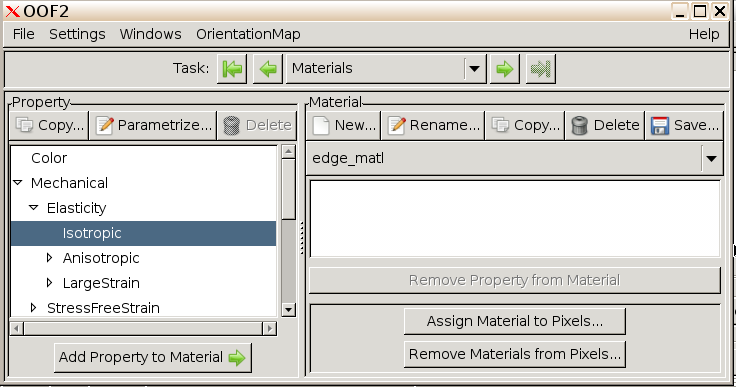 OOF2
File Settings Windows OrientationMap Help
Task: Materials
Property
Copy... Parametrize... Delete
Color
Mechanical
Elasticity
Isotropic
Anisotropic
LargeStrain
StressFreeStrain
Add Property to Material
Material
New... Rename... Copy... Delete Save...
edge_matl
Remove Property from Material
Assign Material to Pixels...
Remove Materials from Pixels...